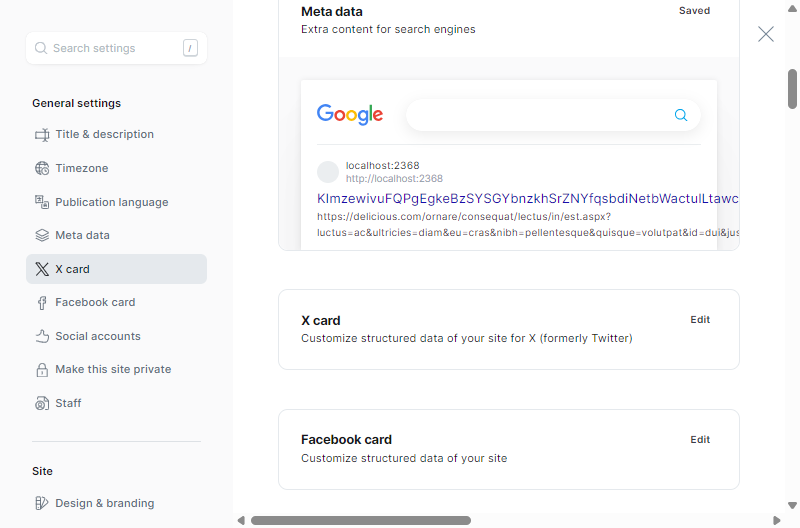 Search settings
/
General settings
Title & description
Timezone
Publication language
Meta data
X card
Facebook card
Social accounts
Make this site private
Staff
Site
Design & branding
Meta data
Saved
Extra content for search engines
Google
localhost:2368
http://localhost:2368
https://delicious.com/ornare/consequat/lectus/in/est.aspx?
luctus=ac&ultricies=diam&eu=cras&nibh=pellentesque&quisque=volutpat&id=dui&jus
X card
Edit
Customize structured data of your site for X (formerly Twitter)
Facebook card
Edit
Customize structured data of your site